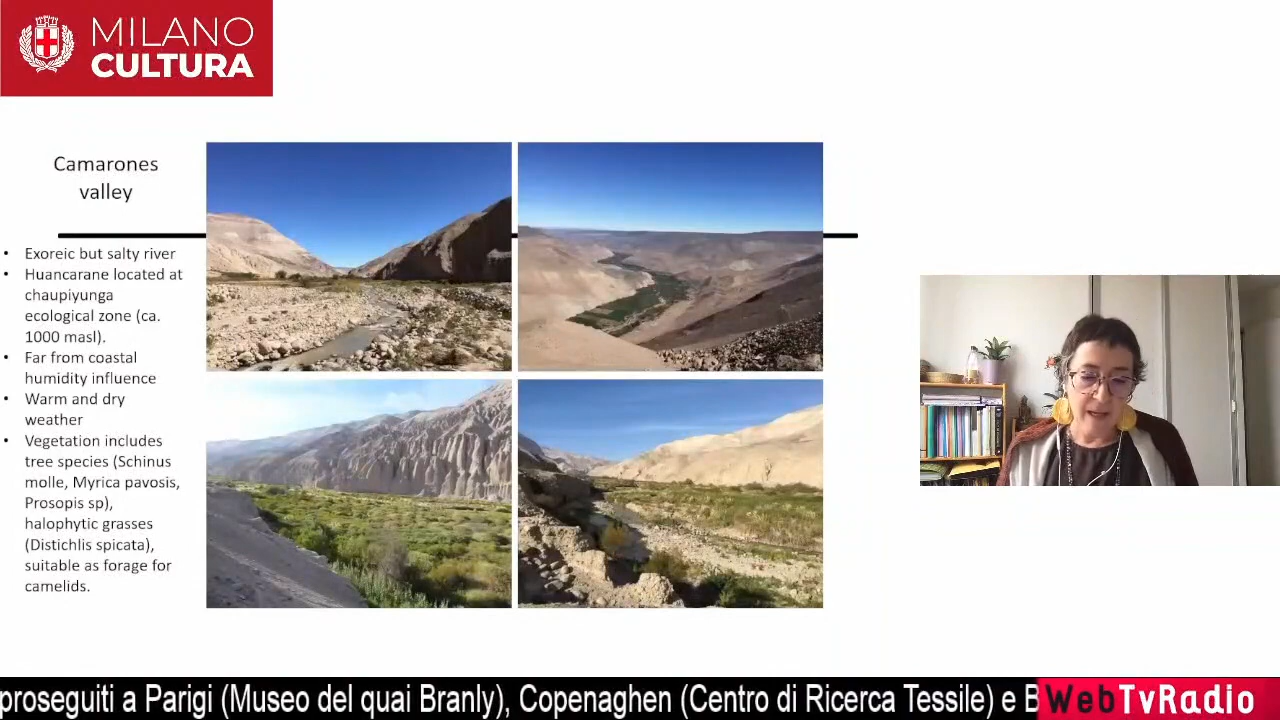 MILANO
CULTURA
Camarones
valley
• Exoreic but salty river
• Huancarane located at
chaupiyunga
ecological zone (ca.
1000 masl).
• Far from coastal
humidity influence
• Warm and dry
weather
• Vegetation includes
tree species (Schinus
molle, Myrica pavosis,
Prosopis sp),
halophytic grasses
(Distichlis spicata),
suitable as forage for
camelids.
proseguiti a Parigi (Museo del quai Branly), Copenaghen (Centro di Ricerca Tessile) e B
WebTvRadio